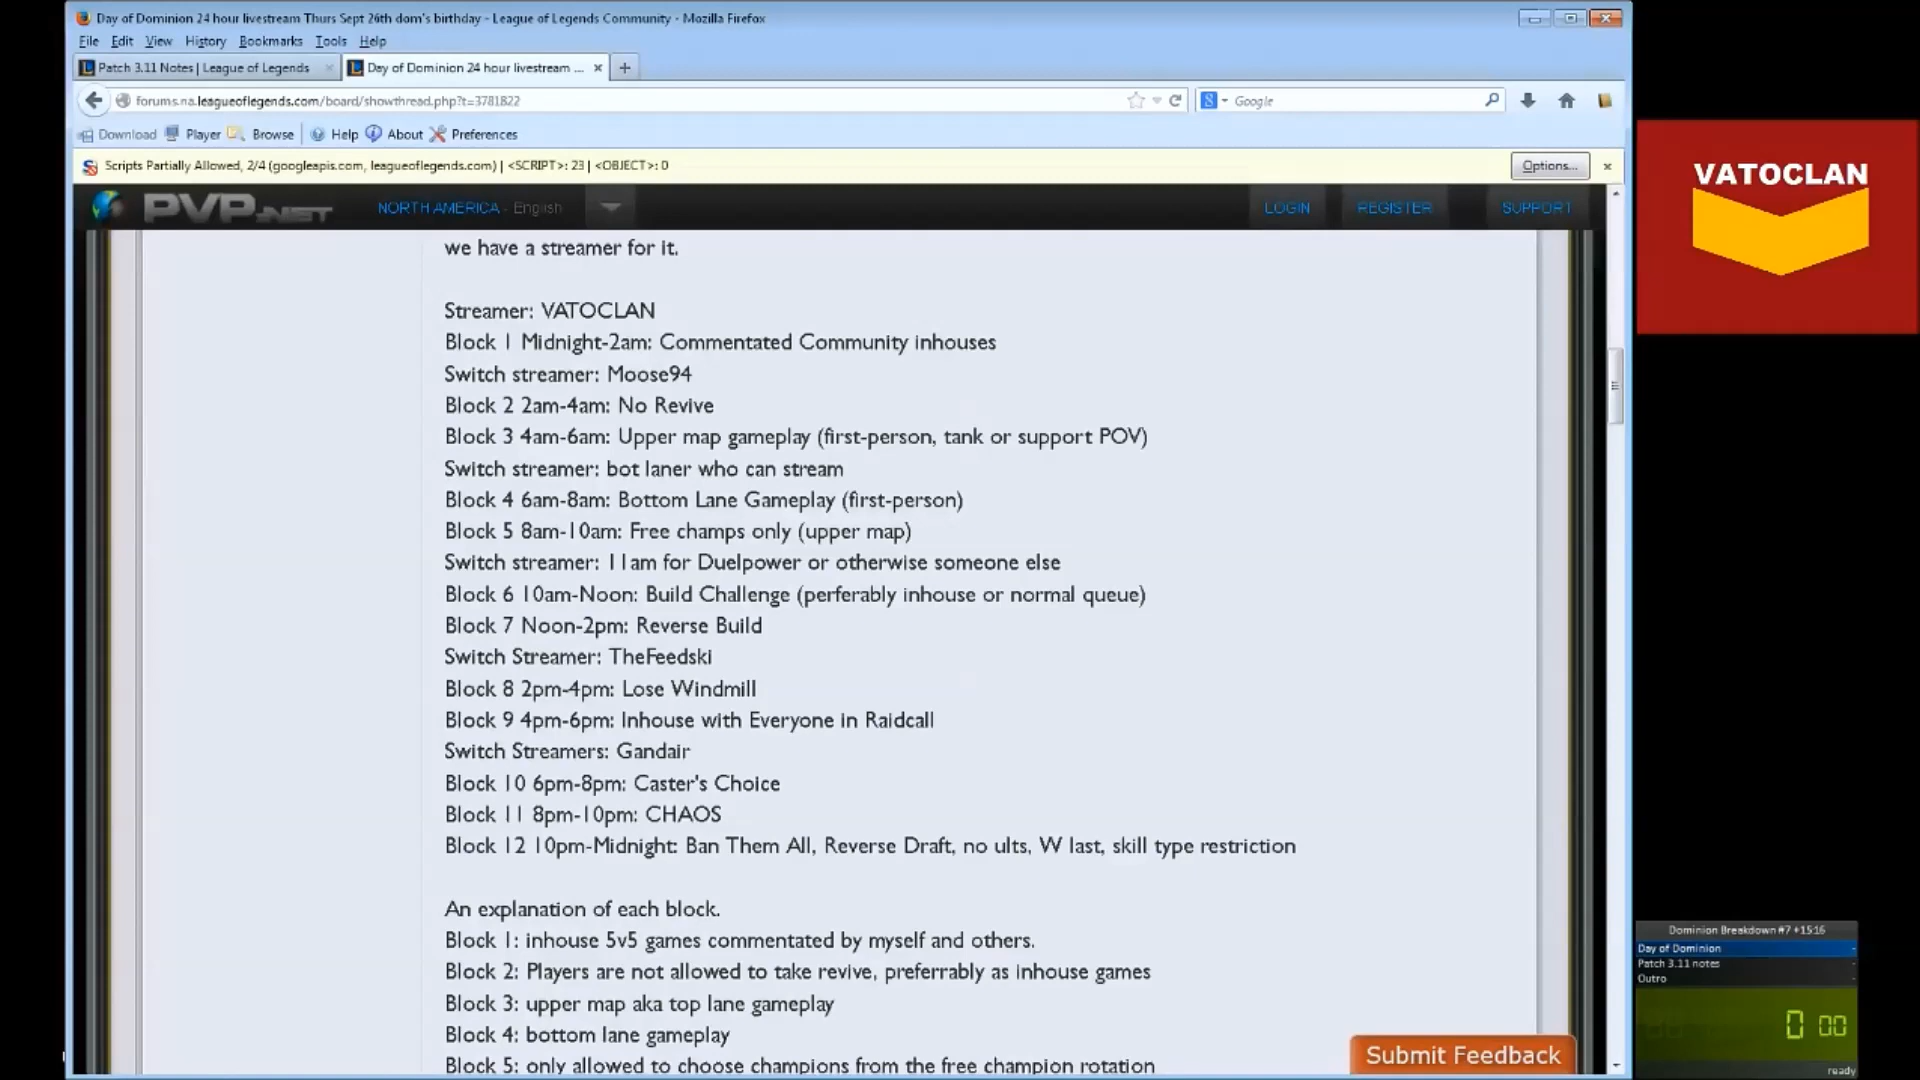 Day of Dominion 24 hour livestream Thurs Sept 26th dom's birthday - League of Legends Community - Mozilla Firefox
File Edit View History Bookmarks Tools Help
Patch 3.11 Notes | League of Legends
Day of Dominion 24 hour livestream ...
forums.na.leagueoflegends.com/board/showthread.php?t=3781822
Google
Download Player Browse Help About Preferences
Scripts Partially Allowed, 2/4 (googleapis.com, leagueoflegends.com) | <SCRIPT>: 23 | <OBJECT>: 0
Options...
PVP.NET
NORTH AMERICA - English
LOGIN
REGISTER
SUPPORT
we have a streamer for it.
Streamer: VATOCLAN
Block 1 Midnight-2am: Commentated Community inhouses
Switch streamer: Moose94
Block 2 2am-4am: No Revive
Block 3 4am-6am: Upper map gameplay (first-person, tank or support POV)
Switch streamer: bot laner who can stream
Block 4 6am-8am: Bottom Lane Gameplay (first-person)
Block 5 8am-10am: Free champs only (upper map)
Switch streamer: 11am for Duelpower or otherwise someone else
Block 6 10am-Noon: Build Challenge (perferably inhouse or normal queue)
Block 7 Noon-2pm: Reverse Build
Switch Streamer: TheFeedski
Block 8 2pm-4pm: Lose Windmill
Block 9 4pm-6pm: Inhouse with Everyone in Raidcall
Switch Streamers: Gandair
Block 10 6pm-8pm: Caster's Choice
Block 11 8pm-10pm: CHAOS
Block 12 10pm-Midnight: Ban Them All, Reverse Draft, no ults, W last, skill type restriction
An explanation of each block.
Block 1: inhouse 5v5 games commentated by myself and others.
Block 2: Players are not allowed to take revive, preferrably as inhouse games
Block 3: upper map aka top lane gameplay
Block 4: bottom lane gameplay
Block 5: only allowed to choose champions from the free champion rotation
Submit Feedback
VATOCLAN
Dominion Breakdown #7 +15:16
Day of Dominion -
Patch 3.11 notes -
Outro -
0 00
ready